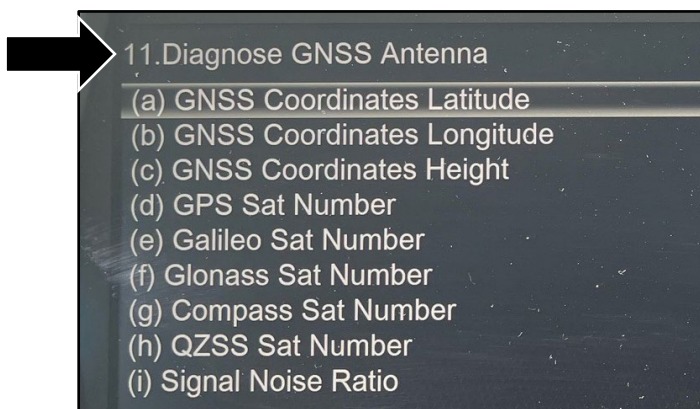 11.Diagnose GNSS Antenna
(a) GNSS Coordinates Latitude
(b) GNSS Coordinates Longitude
(c) GNSS Coordinates Height
(d) GPS Sat Number
(e) Galileo Sat Number
(f) Glonass Sat Number
(g) Compass Sat Number
(h) QZSS Sat Number
(i) Signal Noise Ratio